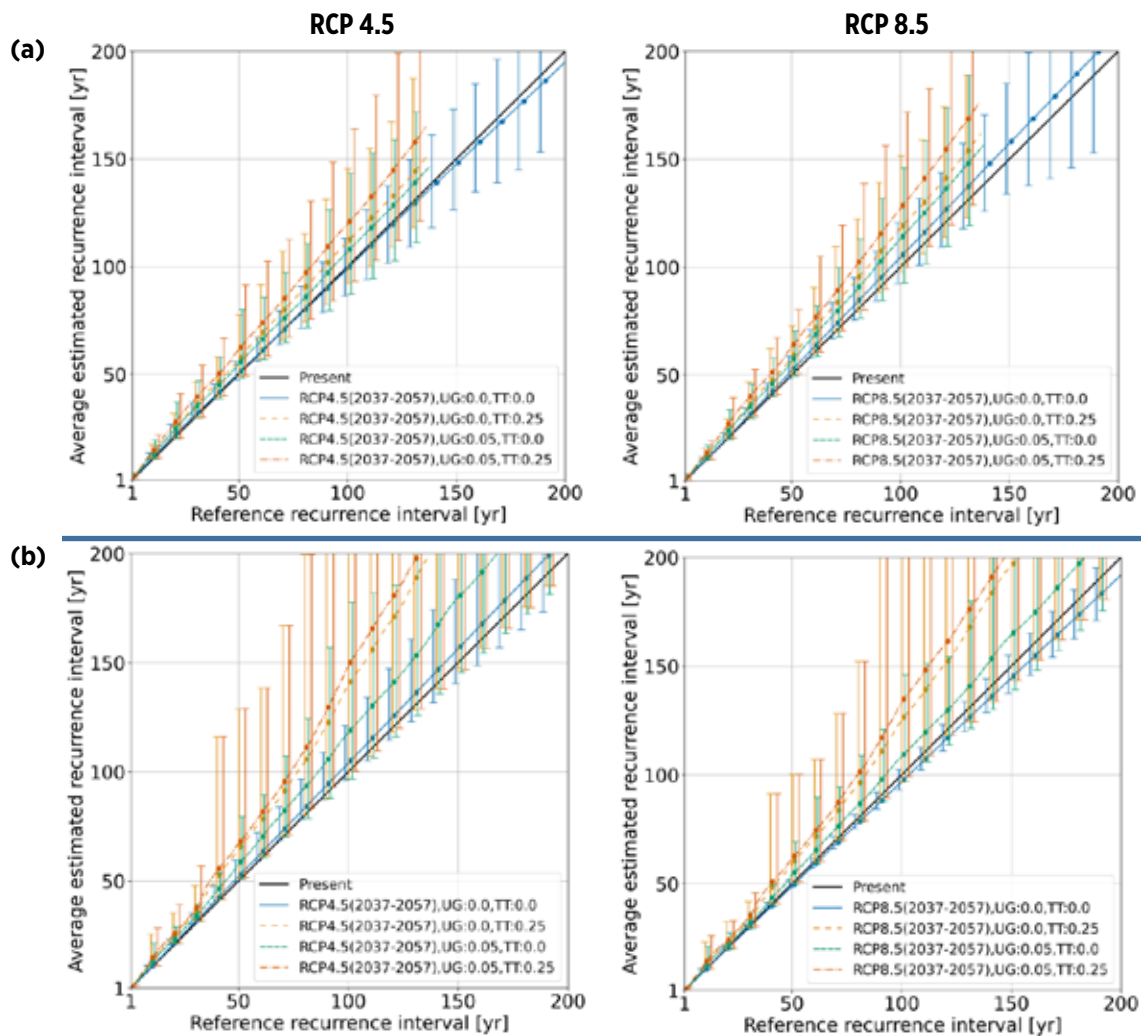 RCP 4.5
RCP 8.5
(a)
200
150
100
50
1
Average estimated recurrence interval [yr]
Present
RCP4.5(2037-2057),UG:0.0,TT:0.0
RCP4.5(2037-2057),UG:0.0,TT:0.25
RCP4.5(2037-2057),UG:0.05,TT:0.0
RCP4.5(2037-2057),UG:0.05,TT:0.25
1 50 100 150 200
Reference recurrence interval [yr]
200
150
100
50
1
Average estimated recurrence interval [yr]
Present
RCP8.5(2037-2057),UG:0.0,TT:0.0
RCP8.5(2037-2057),UG:0.0,TT:0.25
RCP8.5(2037-2057),UG:0.05,TT:0.0
RCP8.5(2037-2057),UG:0.05,TT:0.25
1 50 100 150 200
Reference recurrence interval [yr]
(b)
200
150
100
50
1
Average estimated recurrence interval [yr]
Present
RCP4.5(2037-2057),UG:0.0,TT:0.0
RCP4.5(2037-2057),UG:0.0,TT:0.25
RCP4.5(2037-2057),UG:0.05,TT:0.0
RCP4.5(2037-2057),UG:0.05,TT:0.25
1 50 100 150 200
Reference recurrence interval [yr]
200
150
100
50
1
Average estimated recurrence interval [yr]
Present
RCP8.5(2037-2057),UG:0.0,TT:0.0
RCP8.5(2037-2057),UG:0.0,TT:0.25
RCP8.5(2037-2057),UG:0.05,TT:0.0
RCP8.5(2037-2057),UG:0.05,TT:0.25
1 50 100 150 200
Reference recurrence interval [yr]